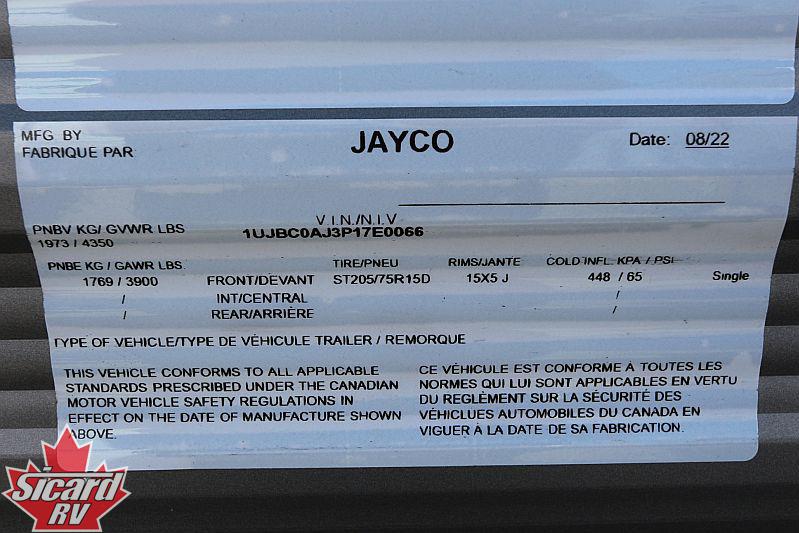 MFG BY JAYCO Date: 08/22
FABRIQUE PAR
V.I.N./N.I.V
PNBV KG/ GVWR LBS 1UJBC0AJ3P17E0066
1973 / 4350
PNBE KG / GAWR LBS. TIRE/PNEU RIMS/JANTE COLD INFL. KPA / PSI
1769 / 3900 FRONT/DEVANT ST205/75R15D 15X5 J 448 / 65 Single
/ INT/CENTRAL
/ REAR/ARRIÈRE
TYPE OF VEHICLE/TYPE DE VÉHICULE TRAILER / REMORQUE
THIS VEHICLE CONFORMS TO ALL APPLICABLE
STANDARDS PRESCRIBED UNDER THE CANADIAN
MOTOR VEHICLE SAFETY REGULATIONS IN
EFFECT ON THE DATE OF MANUFACTURE SHOWN
ABOVE.
CE VÉHICULE EST CONFORME À TOUTES LES
NORMES QUI LUI SONT APPLICABLES EN VERTU
DU REGLÈMENT SUR LA SÉCURITÉ DES
VÉHICLUES AUTOMOBILES DU CANADA EN
VIGUER À LA DATE DE SA FABRICATION.
Sicard
RV